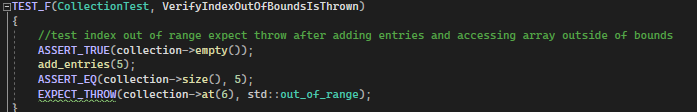 TEST_F(CollectionTest, VerifyIndexOutOfBoundsIsThrown)
{
//test index out of range expect throw after adding entries and accessing array outside of bounds
ASSERT_TRUE(collection->empty());
add_entries(5);
ASSERT_EQ(collection->size(), 5);
EXPECT_THROW(collection->at(6), std::out_of_range);
}